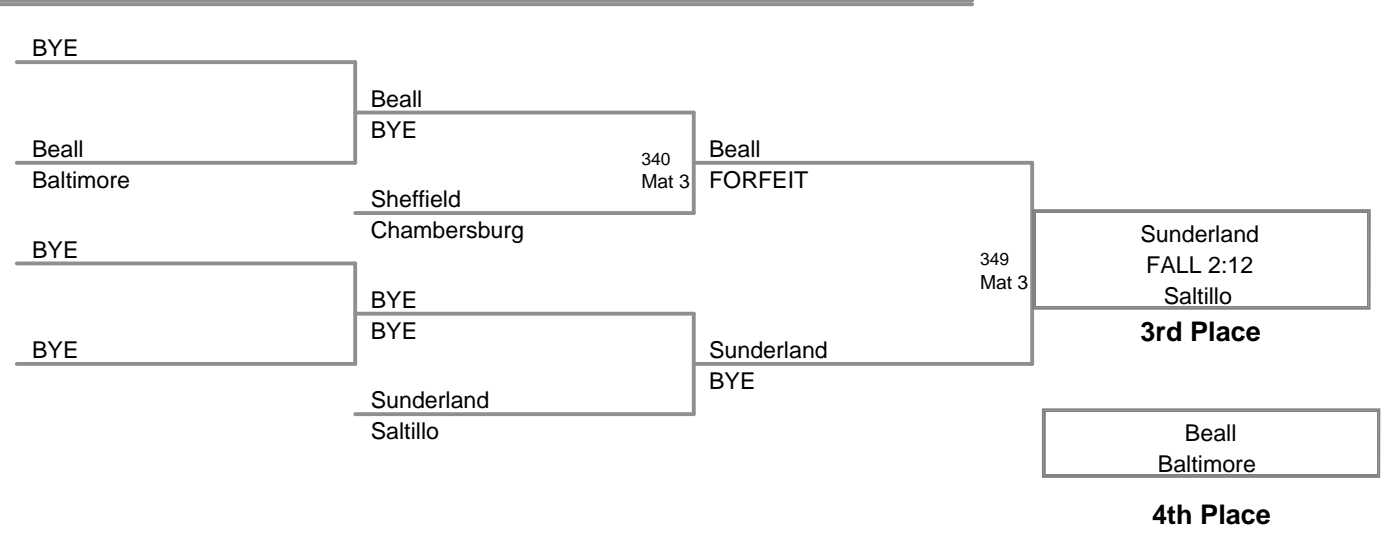 BYE
Beall
BYE
Beall
Baltimore
340
Mat 3
Beall
FORFEIT
Sheffield
Chambersburg
BYE
349
Mat 3
Sunderland
FALL 2:12
Saltillo
3rd Place
BYE
BYE
BYE
Sunderland
BYE
Sunderland
Saltillo
Beall
Baltimore
4th Place